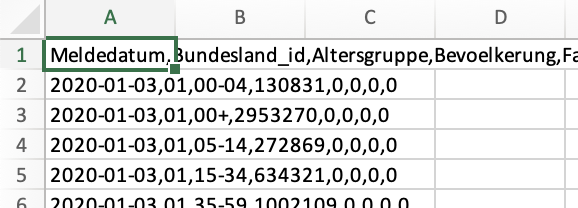 A B C D
1 Meldedatum,Bundesland_id,Altersgruppe,Bevoelkerung,Fa
2 2020-01-03,01,00-04,130831,0,0,0,0
3 2020-01-03,01,00+,2953270,0,0,0,0
4 2020-01-03,01,05-14,272869,0,0,0,0
5 2020-01-03,01,15-34,634321,0,0,0,0
6 2020-01-03,01,35-59,1002109,0,0,0,0